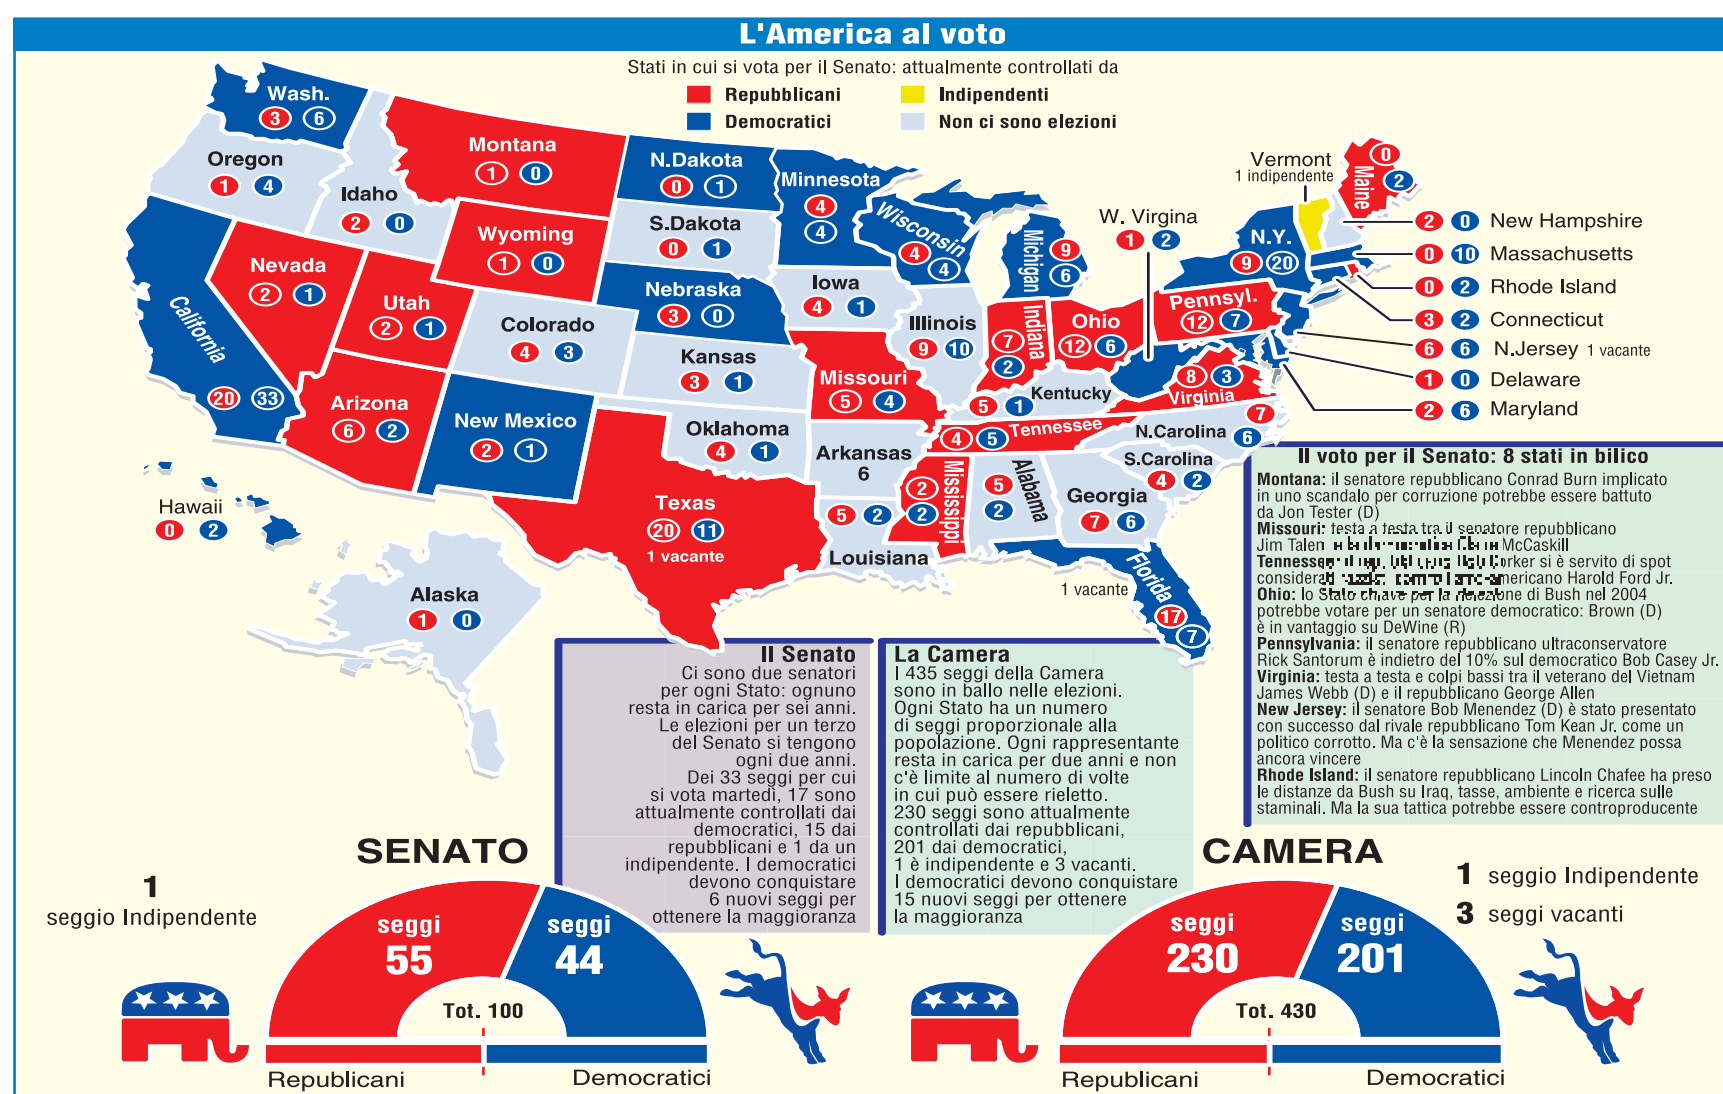 L'America al voto
Stati in cui si vota per il Senato: attualmente controllati da
Repubblicani
Indipendenti
Democratici
Non ci sono elezioni
Wash.
3 6
Oregon
1 4
Idaho
2 0
Montana
1 0
Wyoming
1 0
Nevada
2 1
Utah
2 1
California
20 33
Arizona
6 2
Colorado
4 3
New Mexico
2 1
N.Dakota
0 1
S.Dakota
0 1
Nebraska
3 0
Kansas
3 1
Oklahoma
4 1
Texas
20 11
1 vacante
Minnesota
4
4
Iowa
4 1
Missouri
5 4
Arkansas
6
5 2
Louisiana
Wisconsin
4
4
Illinois
9 10
Michigan
9
6
Indiana
7
2
Ohio
12 6
Kentucky
5 1
Tennessee
4 5
Mississippi
2
2
Alabama
5
2
Georgia
7 6
Florida
1 vacante
17
7
S.Carolina
4 2
N.Carolina
7
6
Virginia
8 3
W. Virgina
1 2
Pennsyl.
12 7
N.Y.
9 20
Vermont
1 indipendente
Maine
0
2
2 0 New Hampshire
0 10 Massachusetts
0 2 Rhode Island
3 2 Connecticut
6 6 N.Jersey 1 vacante
1 0 Delaware
2 6 Maryland
Hawaii
0 2
Alaska
1 0
Il voto per il Senato: 8 stati in bilico
Montana: il senatore repubblicano Conrad Burn implicato
in uno scandalo per corruzione potrebbe essere battuto
da Jon Tester (D)
Missouri: testa a testa tra il senatore repubblicano
Jim Talen McCaskill
Tennessee: si è servito di spot
Harold Ford Jr.
Ohio: lo Stato chiave per la di Bush nel 2004
potrebbe votare per un senatore democratico: Brown (D)
è in vantaggio su DeWine (R)
Pennsylvania: il senatore repubblicano ultraconservatore
Rick Santorum è indietro del 10% sul democratico Bob Casey Jr.
Virginia: testa a testa e colpi bassi tra il veterano del Vietnam
James Webb (D) e il repubblicano George Allen
New Jersey: il senatore Bob Menendez (D) è stato presentato
con successo dal rivale repubblicano Tom Kean Jr. come un
politico corrotto. Ma c'è la sensazione che Menendez possa
ancora vincere
Rhode Island: il senatore repubblicano Lincoln Chafee ha preso
le distanze da Bush su Iraq, tasse, ambiente e ricerca sulle
staminali. Ma la sua tattica potrebbe essere controproducente
Il Senato
Ci sono due senatori
per ogni Stato: ognuno
resta in carica per sei anni.
Le elezioni per un terzo
del Senato si tengono
ogni due anni.
Dei 33 seggi per cui
si vota martedì, 17 sono
attualmente controllati dai
democratici, 15 dai
repubblicani e 1 da un
indipendente. I democratici
devono conquistare
6 nuovi seggi per
ottenere la maggioranza
La Camera
I 435 seggi della Camera
sono in ballo nelle elezioni.
Ogni Stato ha un numero
di seggi proporzionale alla
popolazione. Ogni rappresentante
resta in carica per due anni e non
c'è limite al numero di volte
in cui può essere rieletto.
230 seggi sono attualmente
controllati dai repubblicani,
201 dai democratici,
1 è indipendente e 3 vacanti.
I democratici devono conquistare
15 nuovi seggi per ottenere
la maggioranza
SENATO
1
seggio Indipendente
seggi
55
seggi
44
Tot. 100
Republicani
Democratici
CAMERA
1 seggio Indipendente
3 seggi vacanti
seggi
230
seggi
201
Tot. 430
Republicani
Democratici